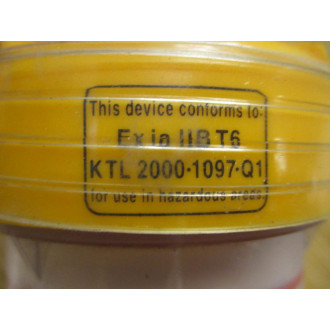 This device conforms to:
Ex ia IIB T6
KTL 2000-1097-Q1
for use in hazardous areas